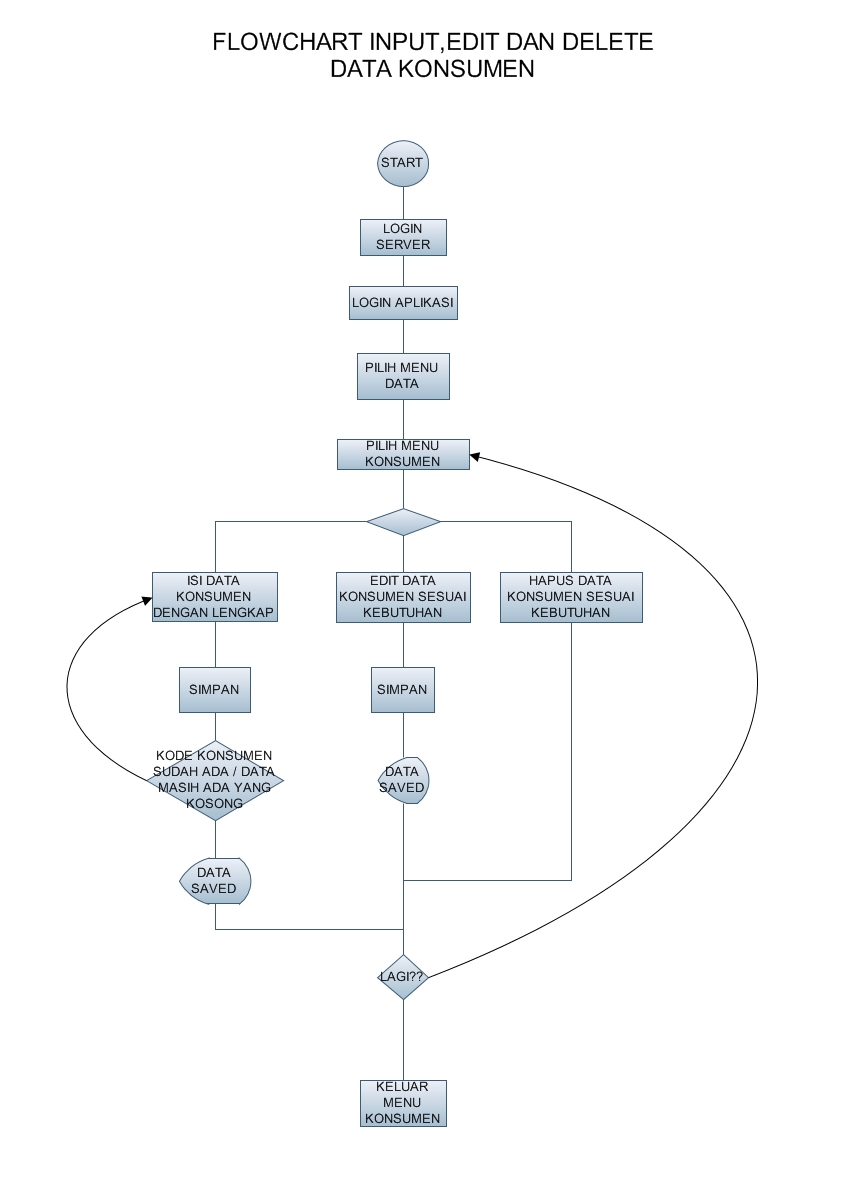 FLOWCHART INPUT,EDIT DAN DELETE
DATA KONSUMEN
START
LOGIN
SERVER
LOGIN APLIKASI
PILIH MENU
DATA
PILIH MENU
KONSUMEN
ISI DATA
KONSUMEN
DENGAN LENGKAP
EDIT DATA
KONSUMEN SESUAI
KEBUTUHAN
HAPUS DATA
KONSUMEN SESUAI
KEBUTUHAN
SIMPAN
SIMPAN
KODE KONSUMEN
SUDAH ADA / DATA
MASIH ADA YANG
KOSONG
DATA
SAVED
DATA
SAVED
LAGI??
KELUAR
MENU
KONSUMEN